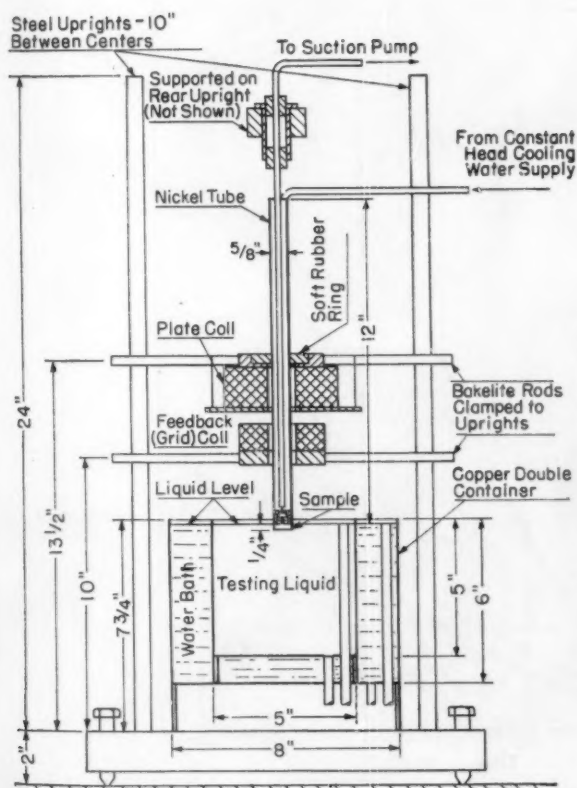 Steel Uprights-10"
Between Centers
To Suction Pump
Supported on
Rear Upright
(Not Shown)
From Constant
Head Cooling
Water Supply
Nickel Tube
5/8"
Soft Rubber
Ring
12"
Plate Coil
24"
Bakelite Rods
Clamped to
Uprights
Feedback
(Grid) Coil
Copper Double
Container
Liquid Level
Sample
13 1/2"
1/4"
10"
7 3/4"
Water Bath
Testing Liquid
5"
6"
5"
8"
2"